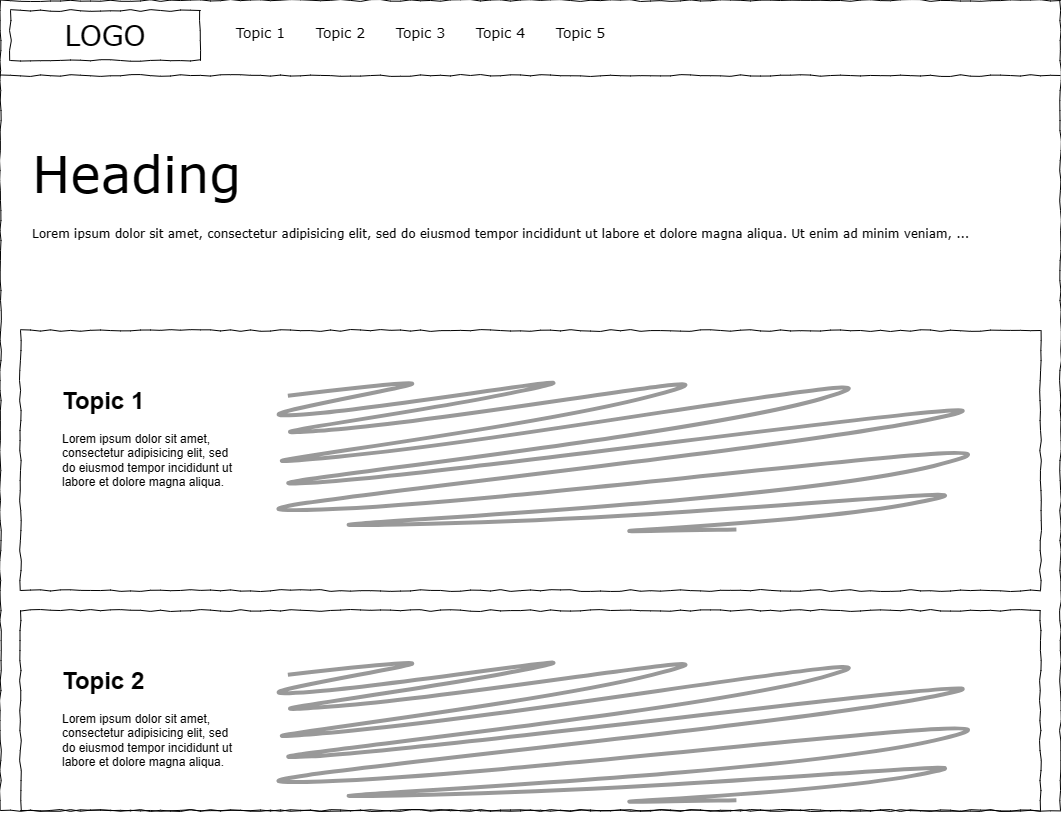 LOGO
Topic 1
Topic 2
Topic 3
Topic 4
Topic 5
Heading
Lorem ipsum dolor sit amet, consectetur adipisicing elit, sed do eiusmod tempor incididunt ut labore et dolore magna aliqua. Ut enim ad minim veniam, ...
Topic 1
Lorem ipsum dolor sit amet,
consectetur adipisicing elit, sed
do eiusmod tempor incididunt ut
labore et dolore magna aliqua.
Topic 2
Lorem ipsum dolor sit amet,
consectetur adipisicing elit, sed
do eiusmod tempor incididunt ut
labore et dolore magna aliqua.